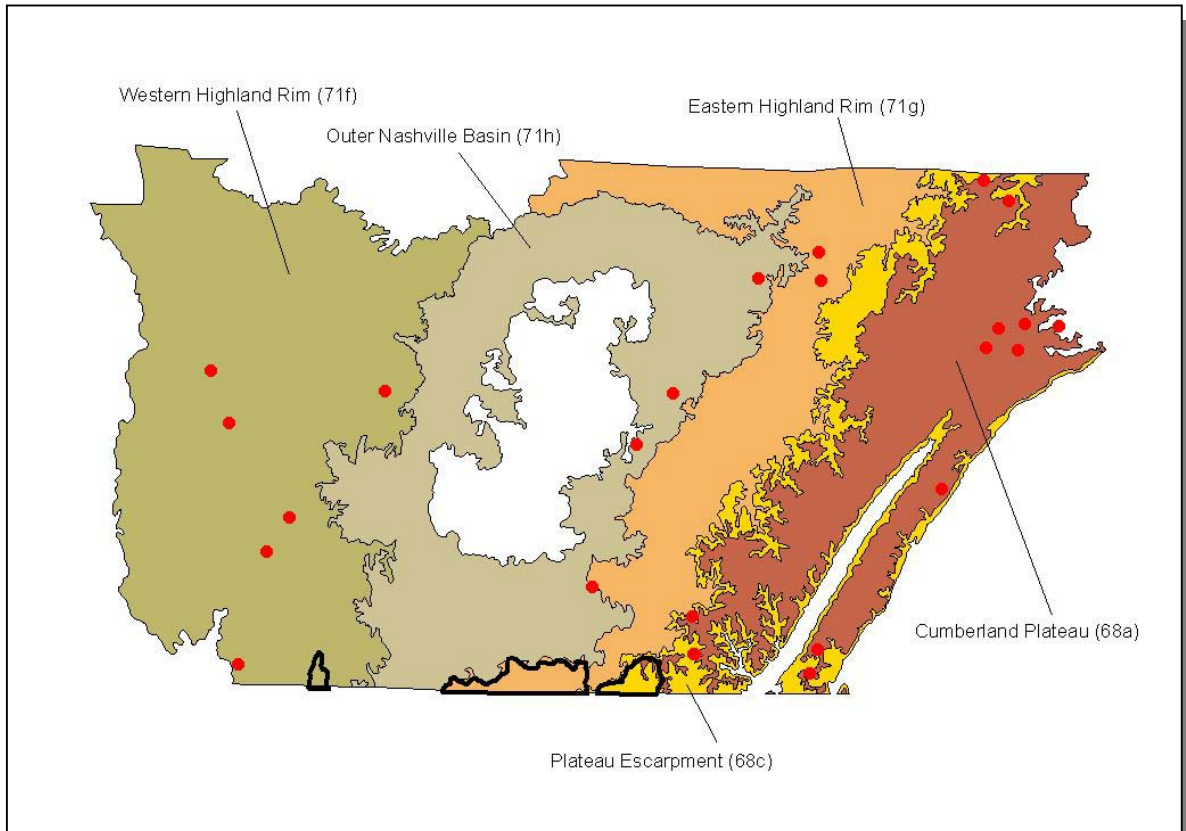 Western Highland Rim (71f)
Eastern Highland Rim (71g)
Outer Nashville Basin (71h)
Cumberland Plateau (68a)
Plateau Escarpment (68c)